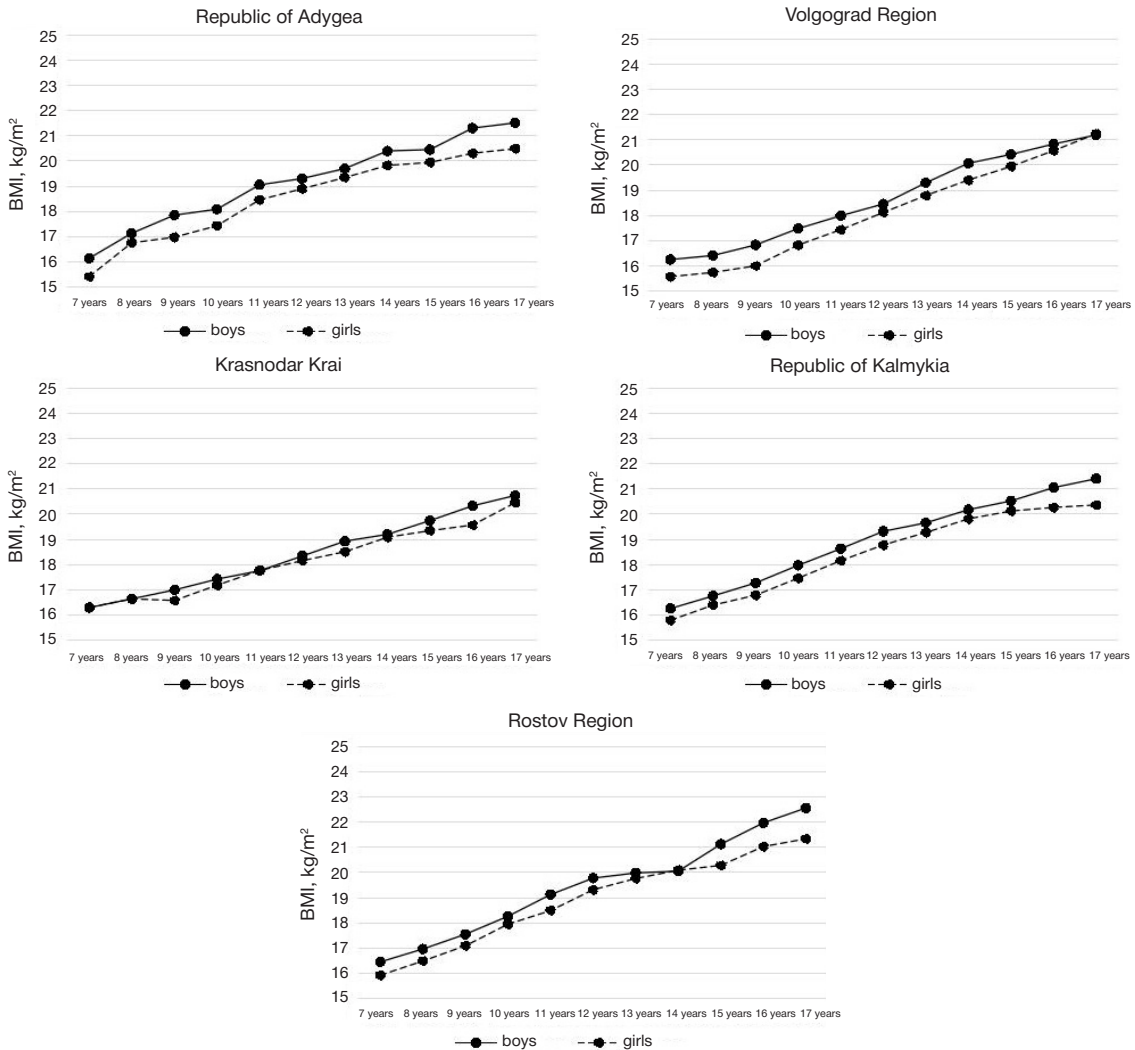 Republic of Adygea
25
24
23
22
21
20
19
18
17
16
15
BMI, kg/m²
7 years 8 years 9 years 10 years 11 years 12 years 13 years 14 years 15 years 16 years 17 years
boys girls
Volgograd Region
25
24
23
22
21
20
19
18
17
16
15
BMI, kg/m²
7 years 8 years 9 years 10 years 11 years 12 years 13 years 14 years 15 years 16 years 17 years
boys girls
Krasnodar Krai
25
24
23
22
21
20
19
18
17
16
15
BMI, kg/m²
7 years 8 years 9 years 10 years 11 years 12 years 13 years 14 years 15 years 16 years 17 years
boys girls
Republic of Kalmykia
25
24
23
22
21
20
19
18
17
16
15
BMI, kg/m²
7 years 8 years 9 years 10 years 11 years 12 years 13 years 14 years 15 years 16 years 17 years
boys girls
Rostov Region
25
24
23
22
21
20
19
18
17
16
15
BMI, kg/m²
7 years 8 years 9 years 10 years 11 years 12 years 13 years 14 years 15 years 16 years 17 years
boys girls